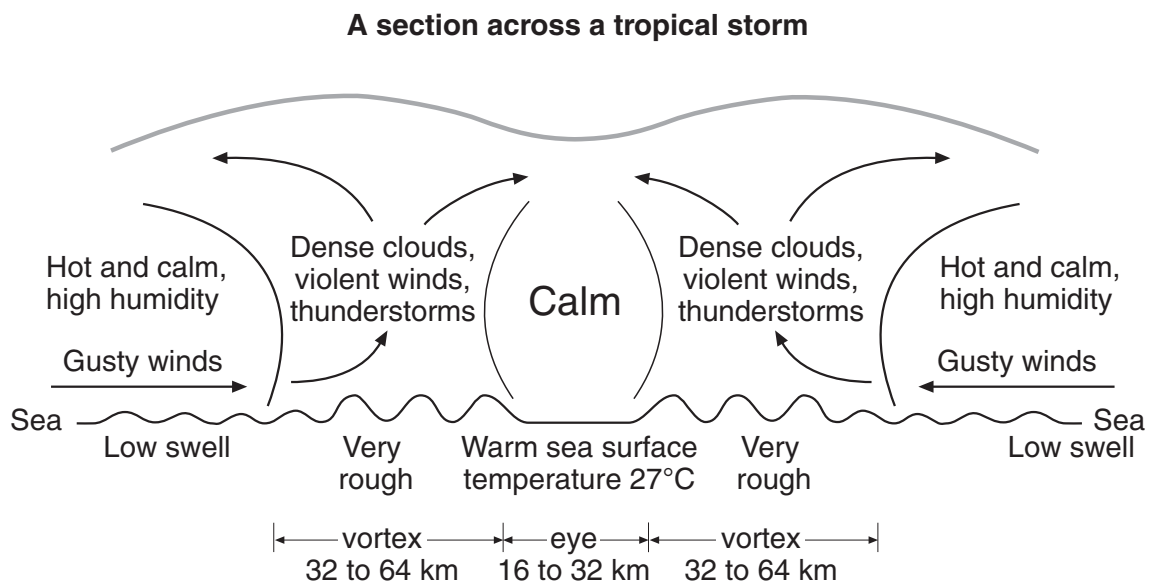 A section across a tropical storm
Hot and calm,
high humidity
Dense clouds,
violent winds,
thunderstorms
Calm
Dense clouds,
violent winds,
thunderstorms
Hot and calm,
high humidity
Gusty winds
Gusty winds
Sea
Sea
Low swell
Very
rough
Warm sea surface
temperature 27°C
Very
rough
Low swell
vortex
32 to 64 km
eye
16 to 32 km
vortex
32 to 64 km